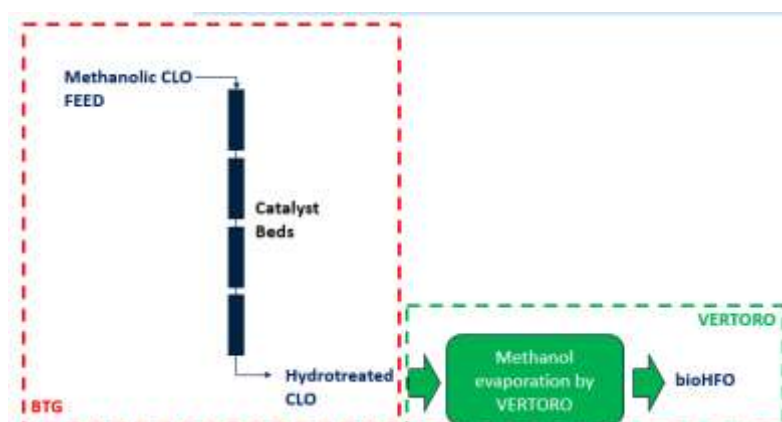 Methanolic CLO
FEED
Catalyst
Beds
Hydrotreated
CLO
BTG
VERTORO
Methanol
evaporation by
VERTORO
bioHFO